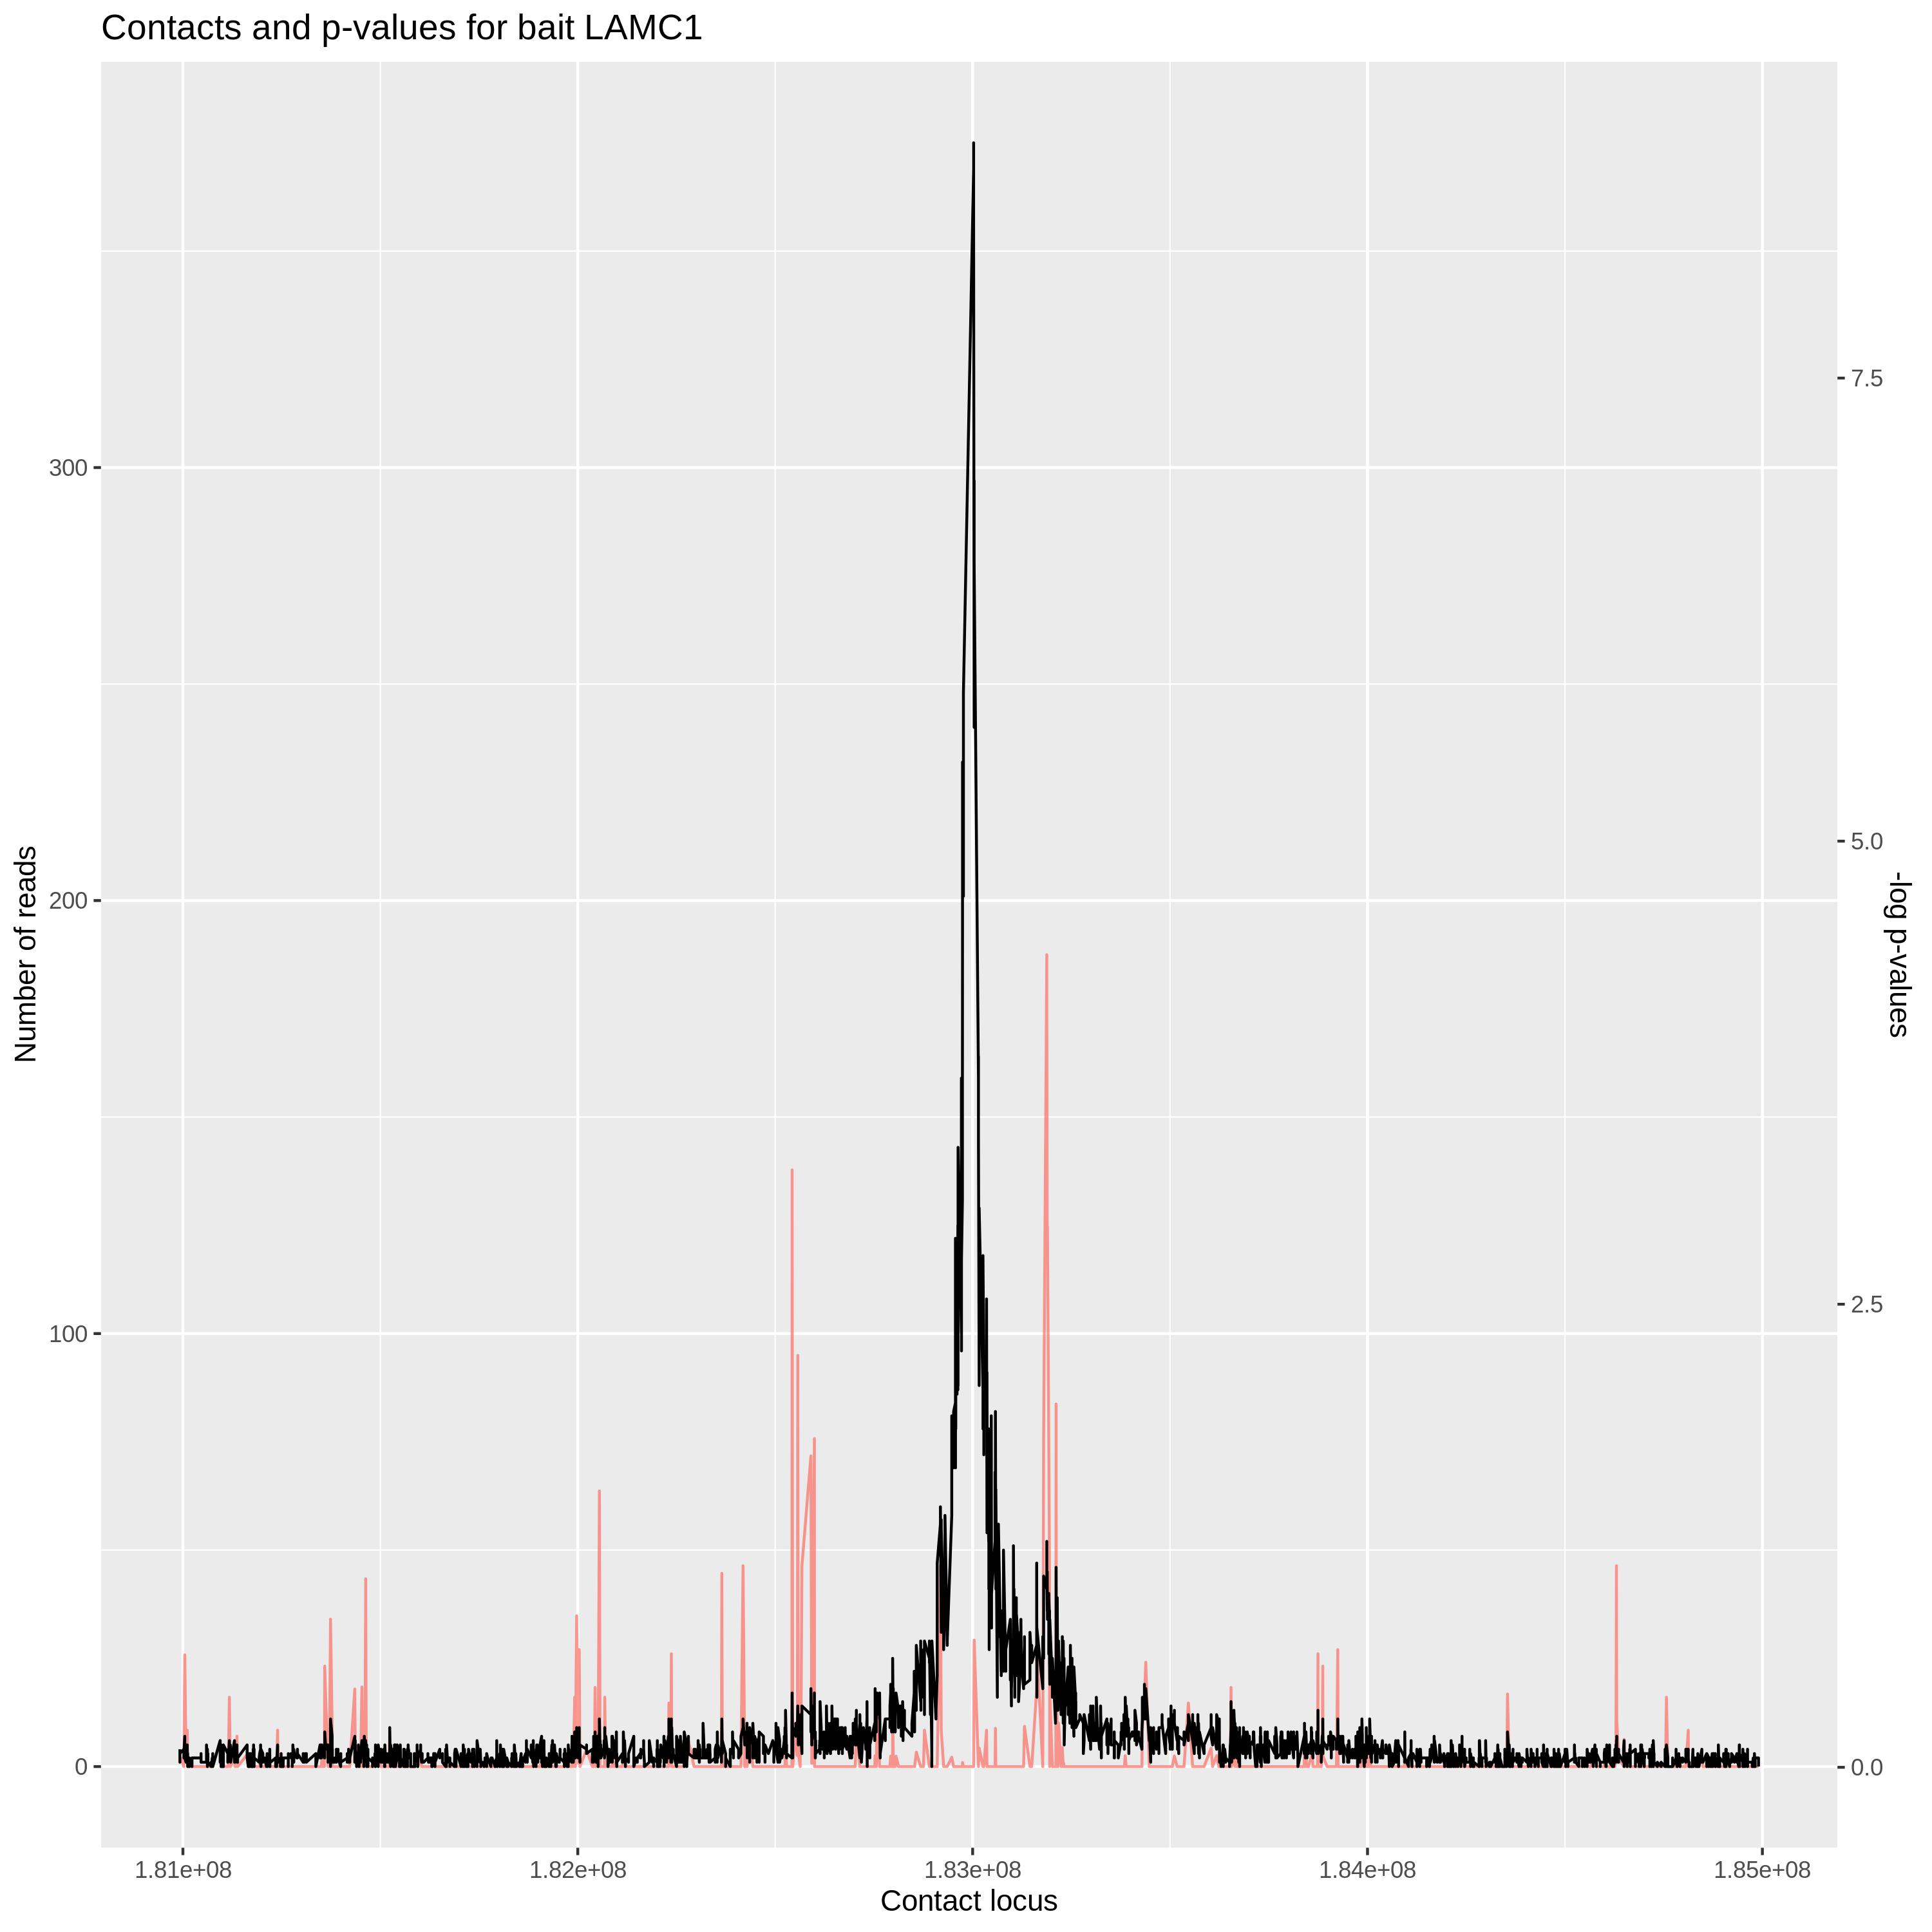 Contacts and p-values for bait LAMC1
Number of reads
300
200
100
0
7.5
5.0
2.5
0.0
-log p-values
1.81e+08
1.82e+08
1.83e+08
1.84e+08
1.85e+08
Contact locus